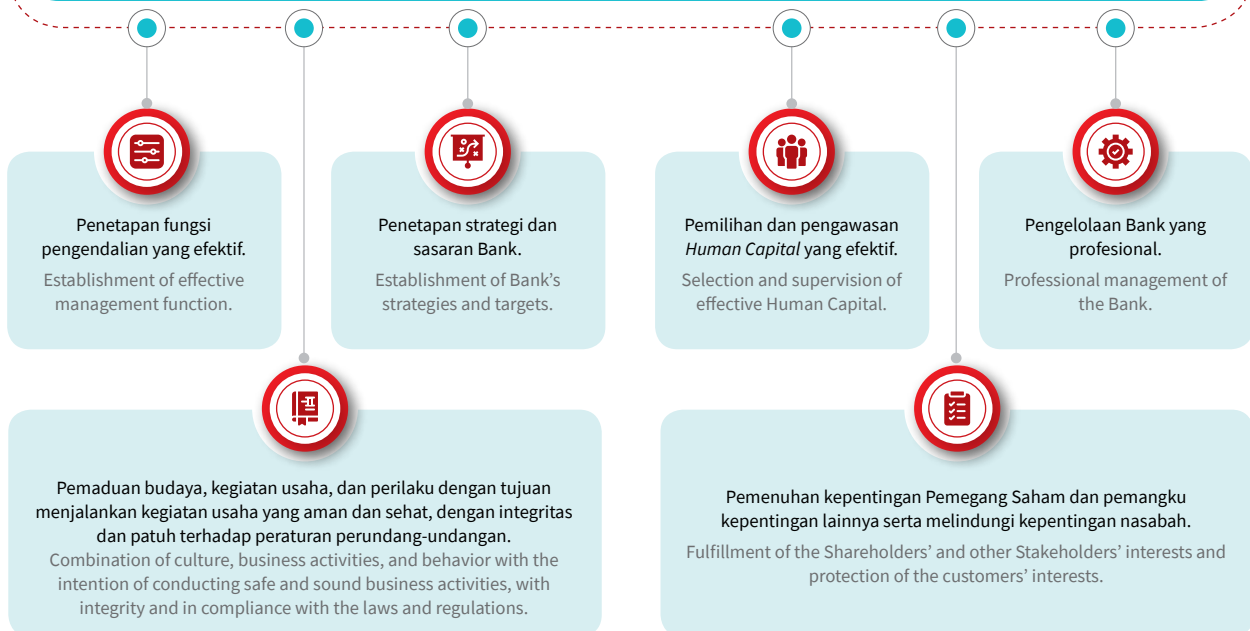 Penetapan fungsi
pengendalian yang efektif.
Establishment of effective
management function.
Penetapan strategi dan
sasaran Bank.
Establishment of Bank's
strategies and targets.
Pemilihan dan pengawasan
Human Capital yang efektif.
Selection and supervision of
effective Human Capital.
Pengelolaan Bank yang
profesional.
Professional management of
the Bank.
Pemaduan budaya, kegiatan usaha, dan perilaku dengan tujuan
menjalankan kegiatan usaha yang aman dan sehat, dengan integritas
dan patuh terhadap peraturan perundang-undangan.
Combination of culture, business activities, and behavior with the
intention of conducting safe and sound business activities, with
integrity and in compliance with the laws and regulations.
Pemenuhan kepentingan Pemegang Saham dan pemangku
kepentingan lainnya serta melindungi kepentingan nasabah.
Fulfillment of the Shareholders' and other Stakeholders' interests and
protection of the customers' interests.